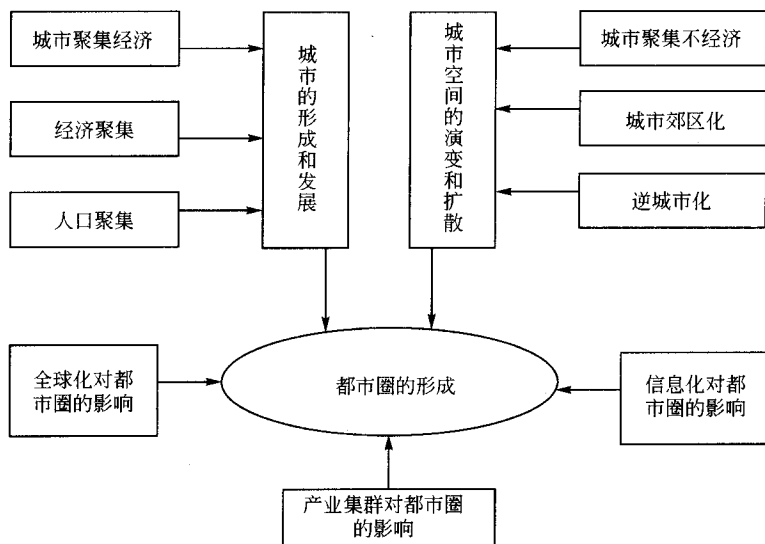 城市聚集经济
经济聚集
人口聚集
城市的形成和发展
城市空间的演变和扩散
城市聚集不经济
城市郊区化
逆城市化
全球化对都
市圈的影响
都市圈的形成
信息化对都
市圈的影响
产业集群对都市圈
的影响